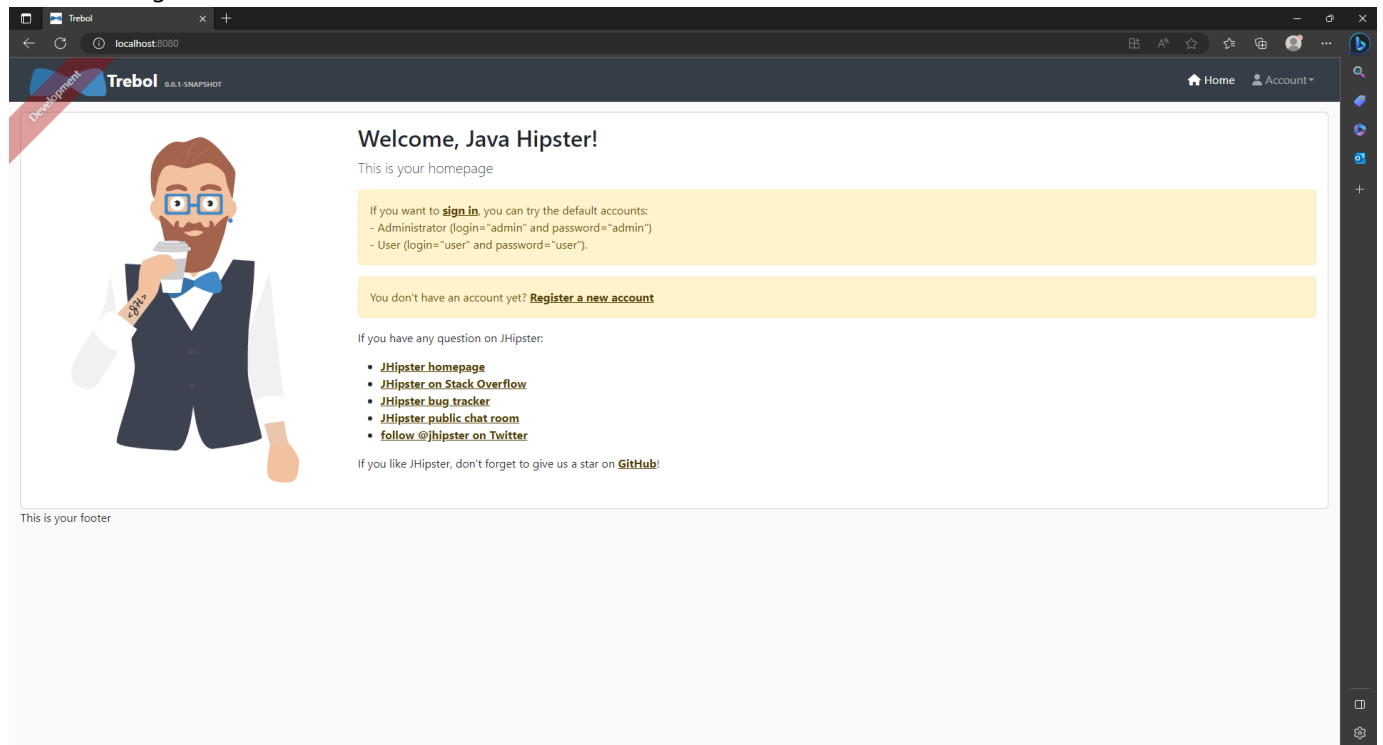 Trebol
localhost:8080
Development
Trebol 0.0.1-SNAPSHOT
Home
Account
Welcome, Java Hipster!
This is your homepage
If you want to sign in, you can try the default accounts:
- Administrator (login="admin" and password="admin")
- User (login="user" and password="user").
You don't have an account yet? Register a new account
If you have any question on JHipster:
• JHipster homepage
• JHipster on Stack Overflow
• JHipster bug tracker
• JHipster public chat room
• follow @jhipster on Twitter
If you like JHipster, don't forget to give us a star on GitHub!
<JH>
This is your footer